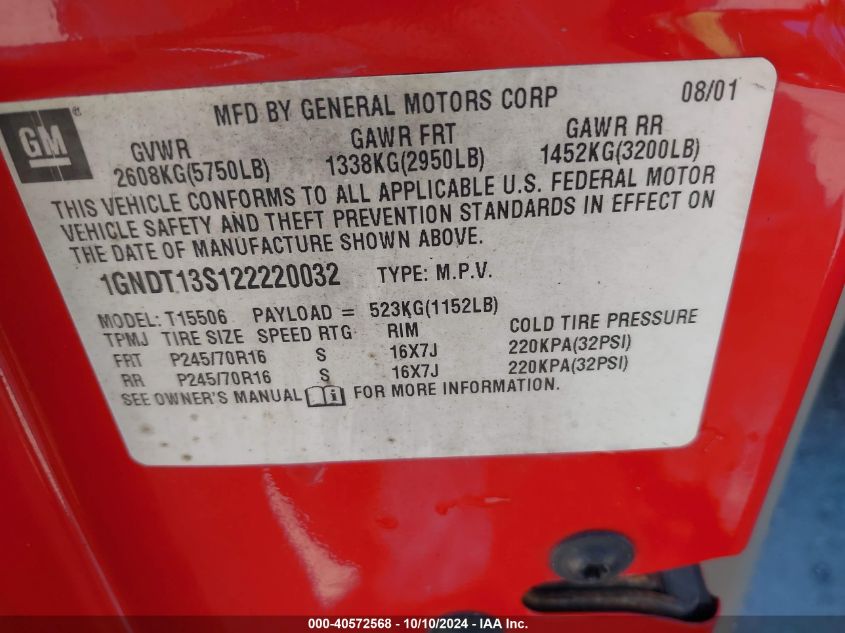 GM
MFD BY GENERAL MOTORS CORP 08/01
GVWR GAWR FRT GAWR RR
2608KG(5750LB) 1338KG(2950LB) 1452KG(3200LB)
THIS VEHICLE CONFORMS TO ALL APPLICABLE U.S. FEDERAL MOTOR
VEHICLE SAFETY AND THEFT PREVENTION STANDARDS IN EFFECT ON
THE DATE OF MANUFACTURE SHOWN ABOVE.
1GNDT13S122220032 TYPE: M.P.V.
MODEL: T15506 PAYLOAD = 523KG(1152LB)
TPMJ TIRE SIZE SPEED RTG RIM COLD TIRE PRESSURE
FRT P245/70R16 S 16X7J 220KPA(32PSI)
RR P245/70R16 S 16X7J 220KPA(32PSI)
SEE OWNER'S MANUAL i FOR MORE INFORMATION.
000-40572568 - 10/10/2024 - IAA Inc.